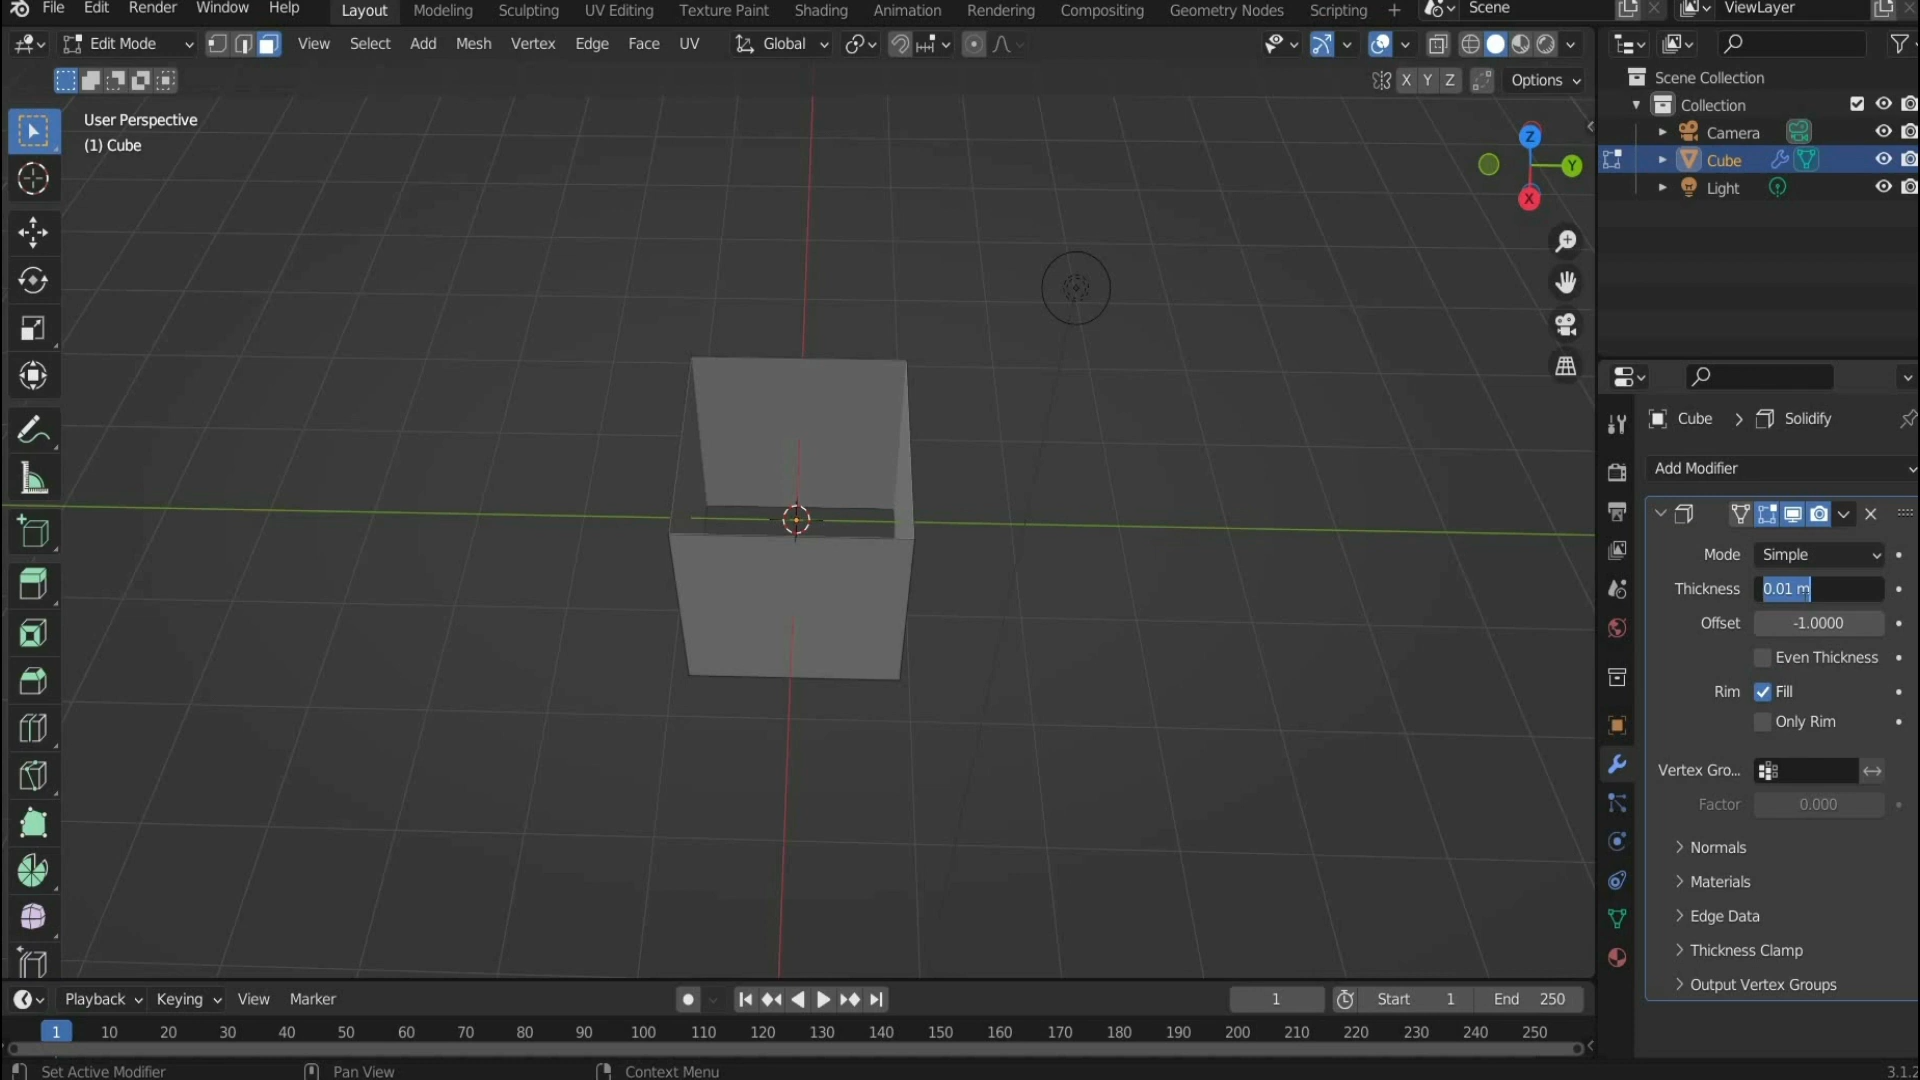 File Edit Render Window Help Layout Modeling Sculpting UV Editing Texture Paint Shading Animation Rendering Compositing Geometry Nodes Scripting + Scene ViewLayer
Edit Mode View Select Add Mesh Vertex Edge Face UV Global
X Y Z Options
User Perspective
(1) Cube
Z
Y
X
Scene Collection
Collection
Camera
Cube
Light
Cube > Solidify
Add Modifier
Mode Simple
Thickness 0.01 m
Offset -1.0000
Even Thickness
Rim Fill
Only Rim
Vertex Gro...
Factor 0.000
Normals
Materials
Edge Data
Thickness Clamp
Output Vertex Groups
Playback Keying View Marker 1 Start 1 End 250
1 10 20 30 40 50 60 70 80 90 100 110 120 130 140 150 160 170 180 190 200 210 220 230 240 250
Set Active Modifier Pan View Context Menu 3.1.2